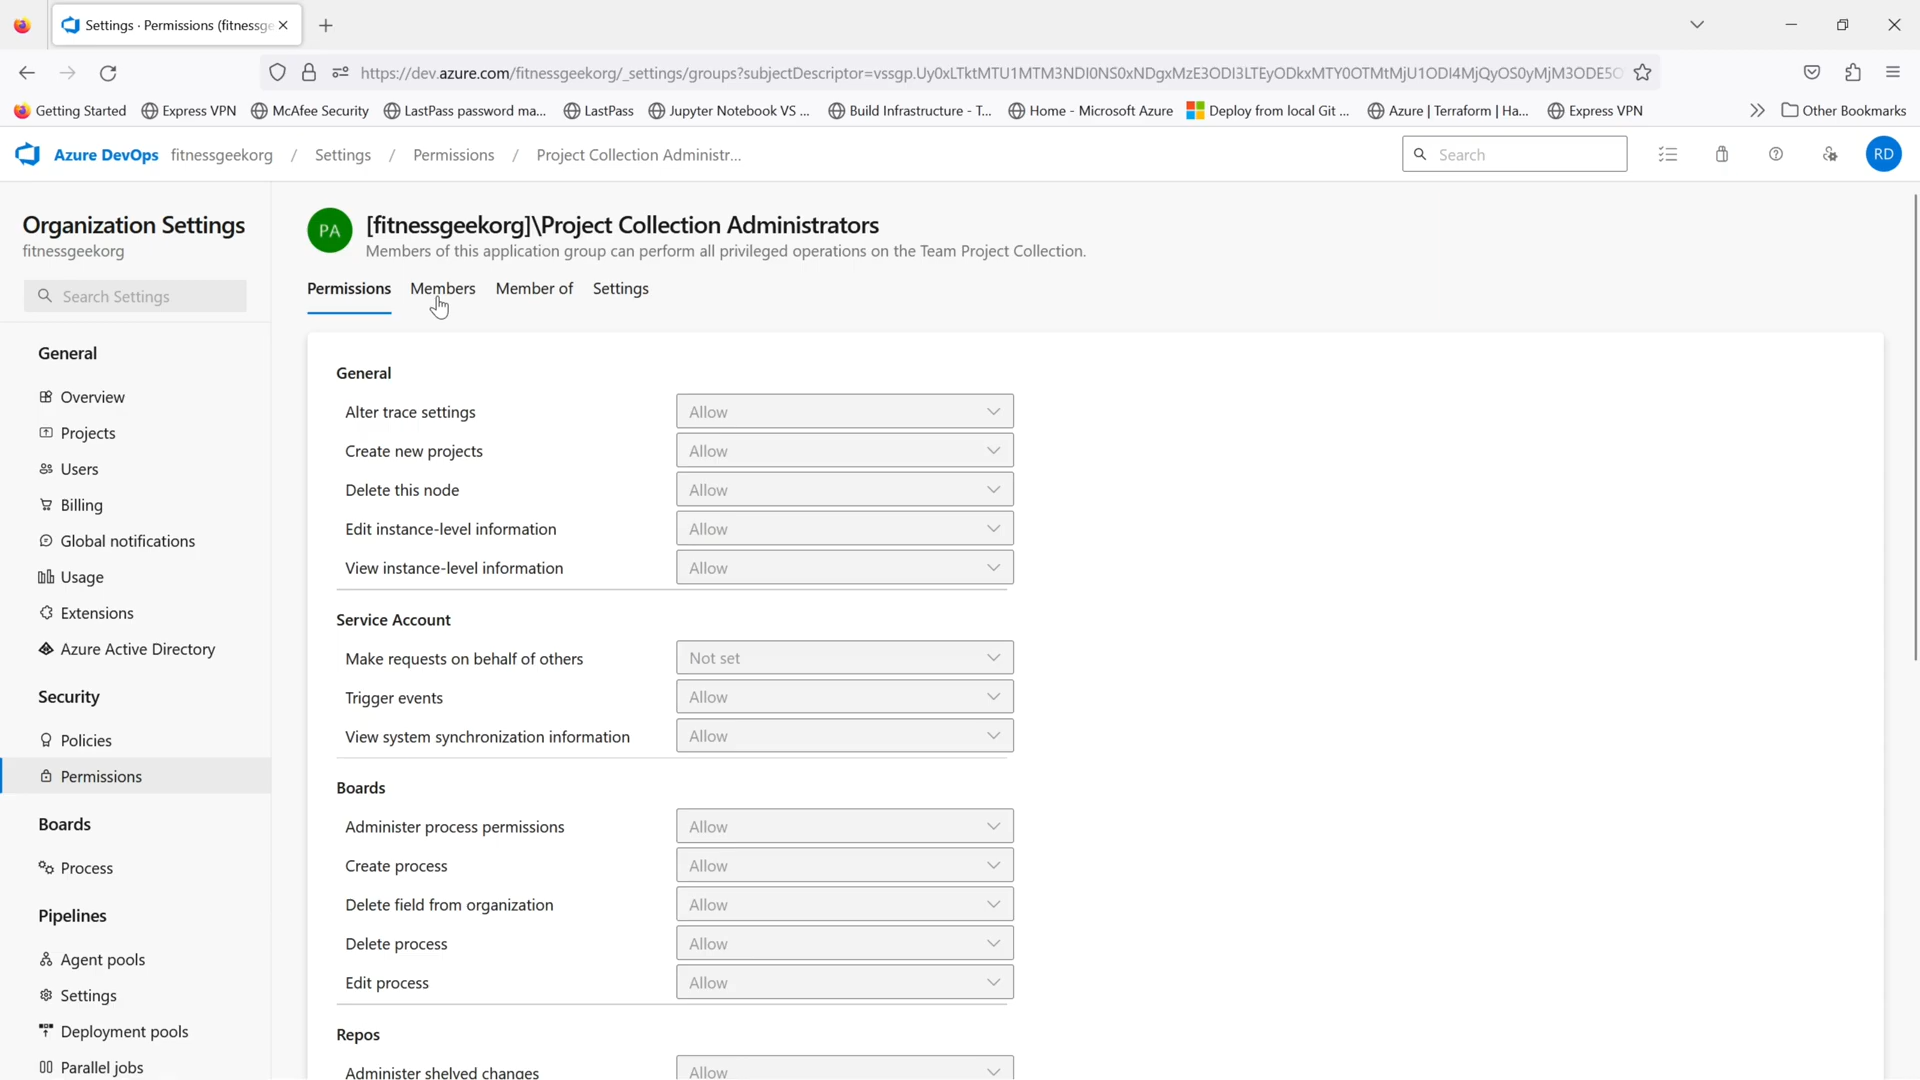 Settings · Permissions (fitnessge
https://dev.azure.com/fitnessgeekorg/_settings/groups?subjectDescriptor=vssgp.Uy0xLTktMTU1MTM3NDI0NS0xNDgxMzE3ODI3LTEyODkxMTY0OTMtMjU1ODI4MjQyOS0yMjM3ODE5O
Getting Started Express VPN McAfee Security LastPass password ma... LastPass Jupyter Notebook VS ... Build Infrastructure - T... Home - Microsoft Azure Deploy from local Git ... Azure | Terraform | Ha... Express VPN Other Bookmarks
Azure DevOps fitnessgeekorg / Settings / Permissions / Project Collection Administr... Search RD
Organization Settings
fitnessgeekorg
Search Settings
General
Overview
Projects
Users
Billing
Global notifications
Usage
Extensions
Azure Active Directory
Security
Policies
Permissions
Boards
Process
Pipelines
Agent pools
Settings
Deployment pools
Parallel jobs
PA [fitnessgeekorg]\Project Collection Administrators
Members of this application group can perform all privileged operations on the Team Project Collection.
Permissions Members Member of Settings
General
Alter trace settings Allow
Create new projects Allow
Delete this node Allow
Edit instance-level information Allow
View instance-level information Allow
Service Account
Make requests on behalf of others Not set
Trigger events Allow
View system synchronization information Allow
Boards
Administer process permissions Allow
Create process Allow
Delete field from organization Allow
Delete process Allow
Edit process Allow
Repos
Administer shelved changes Allow